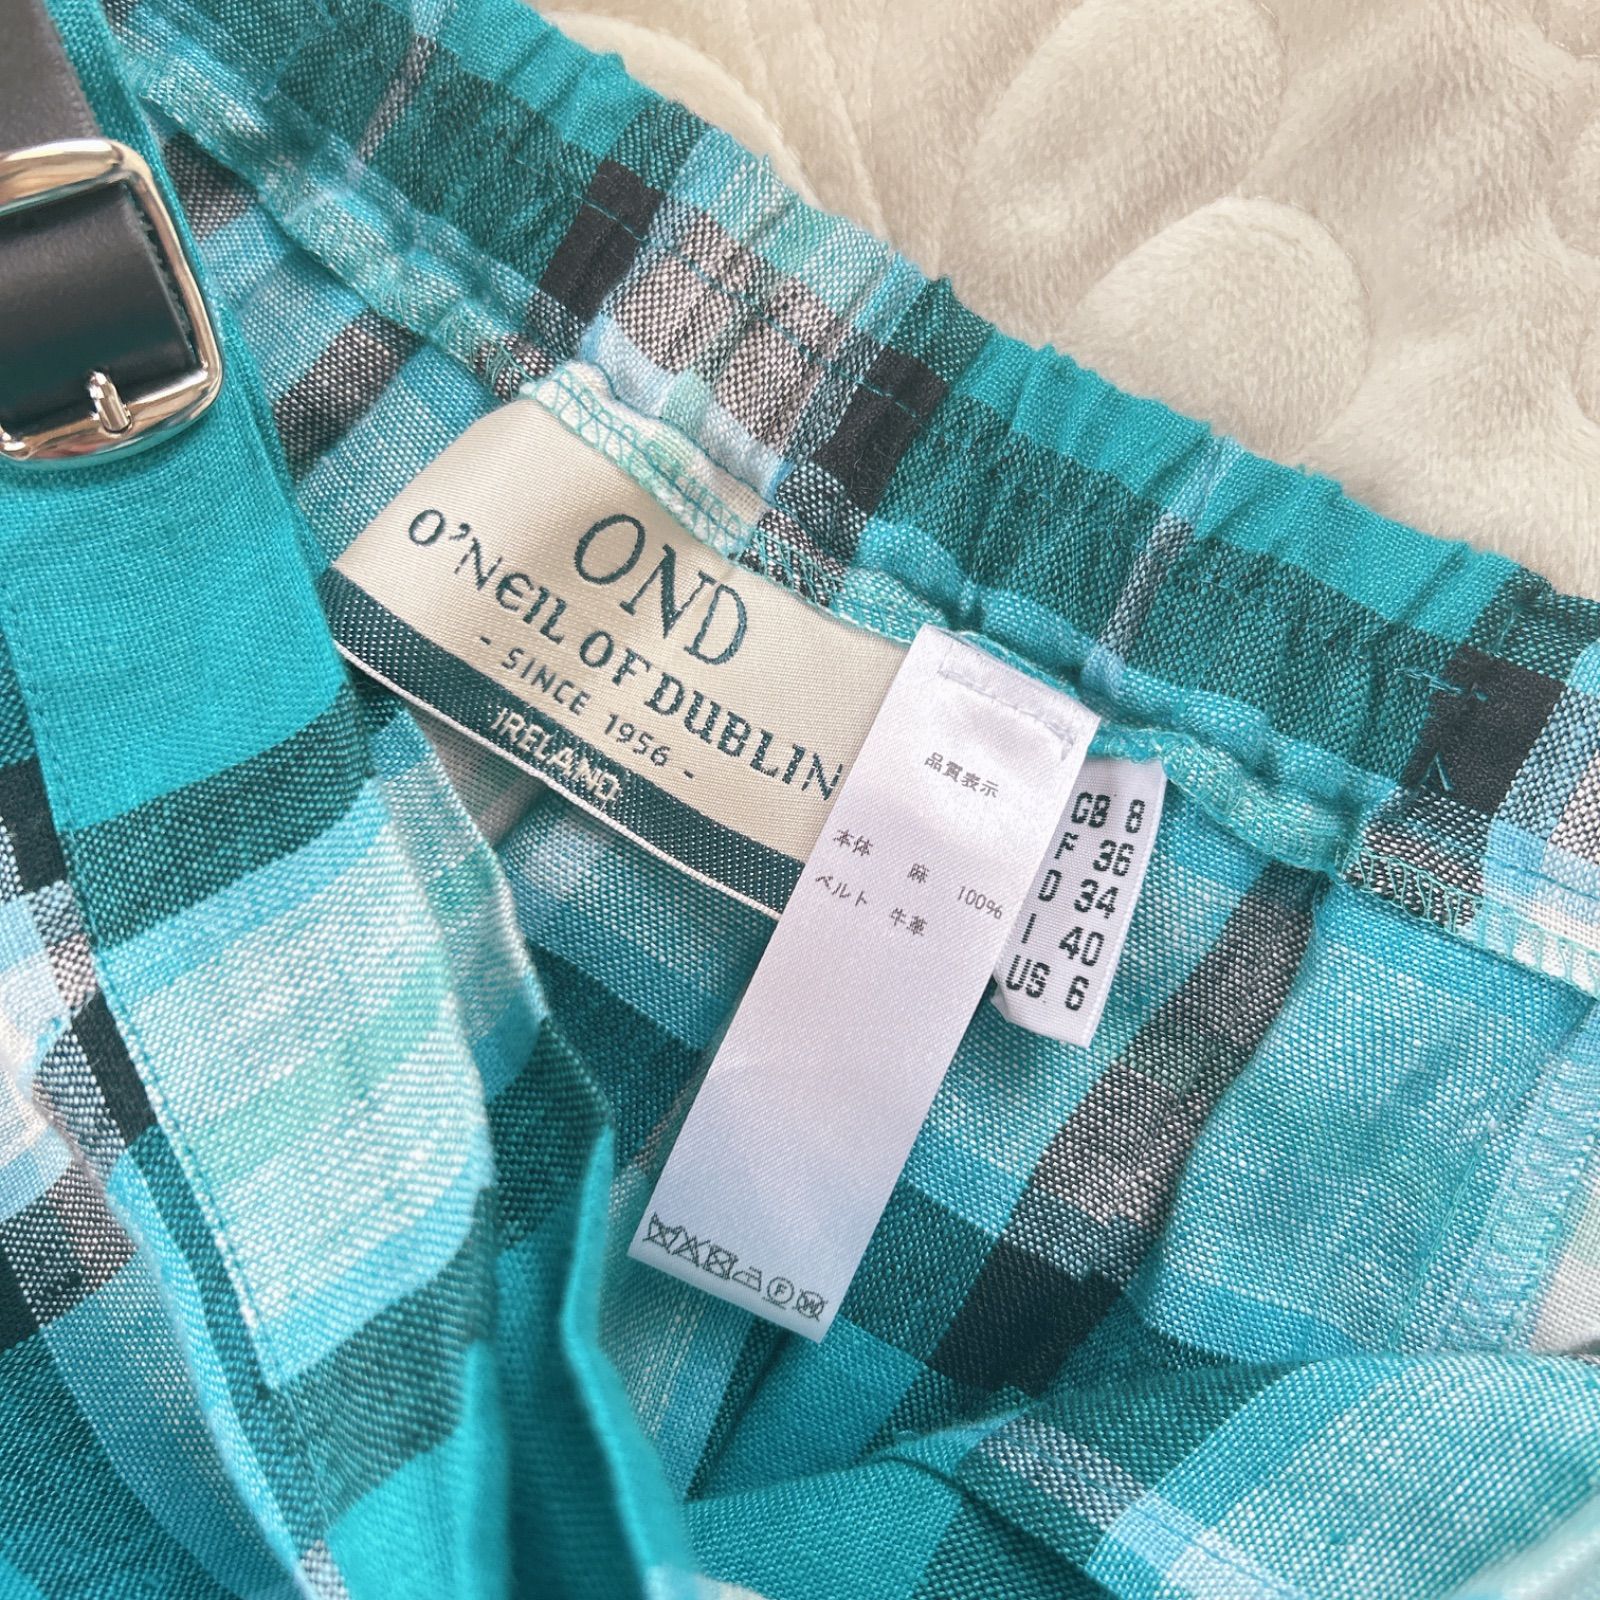 OND
O'NEIL OF DUBLIN
- SINCE 1956 -
IRELAND
品質表示
本体 麻 100%
ベルト 牛革
GB 8
F 36
D 34
I 40
US 6
F W